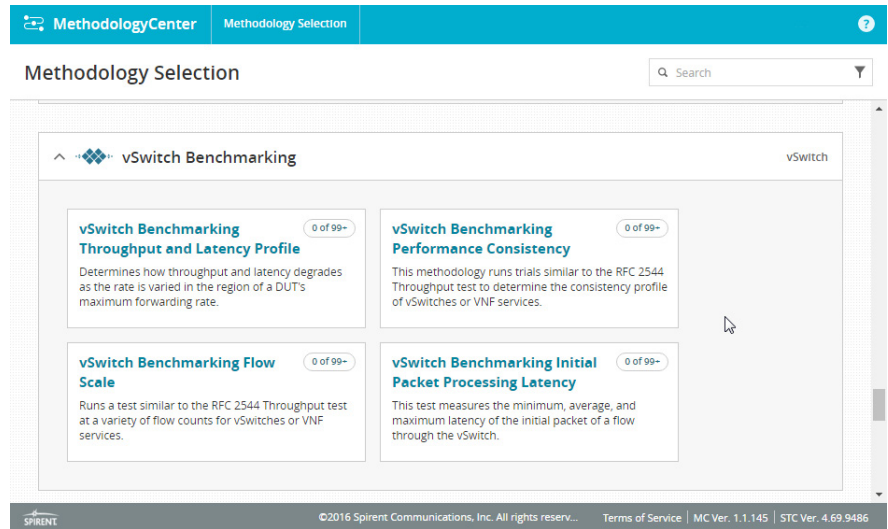 MethodologyCenter
Methodology Selection
?
Methodology Selection
Search
vSwitch Benchmarking
vSwitch
vSwitch Benchmarking
Throughput and Latency Profile
0 of 99+
Determines how throughput and latency degrades
as the rate is varied in the region of a DUT's
maximum forwarding rate.
vSwitch Benchmarking
Performance Consistency
0 of 99+
This methodology runs trials similar to the RFC 2544
Throughput test to determine the consistency profile
of vSwitches or VNF services.
vSwitch Benchmarking Flow
Scale
0 of 99+
Runs a test similar to the RFC 2544 Throughput test
at a variety of flow counts for vSwitches or VNF
services.
vSwitch Benchmarking Initial
Packet Processing Latency
0 of 99+
This test measures the minimum, average, and
maximum latency of the initial packet of a flow
through the vSwitch.
SPIRENT
©2016 Spirent Communications, Inc. All rights reserv...
Terms of Service | MC Ver. 1.1.145 | STC Ver. 4.69.9486